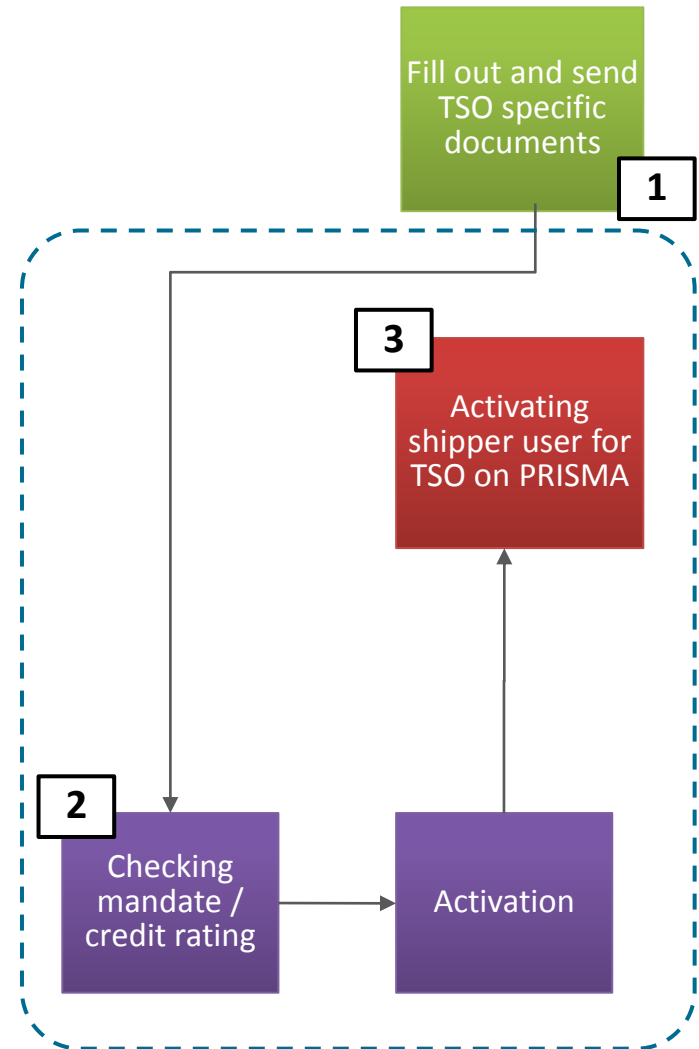 Fill out and send
TSO specific
documents
1
3
Activating
shipper user for
TSO on PRISMA
2
Checking
mandate /
credit rating
Activation